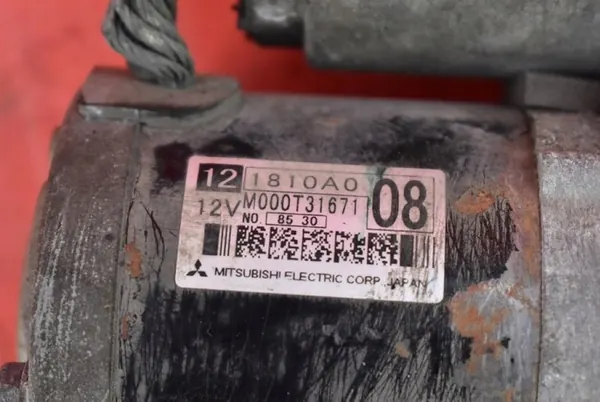 12 1810A0 08
12V M000T31671
NO. 85 30
MITSUBISHI ELECTRIC CORP. JAPAN